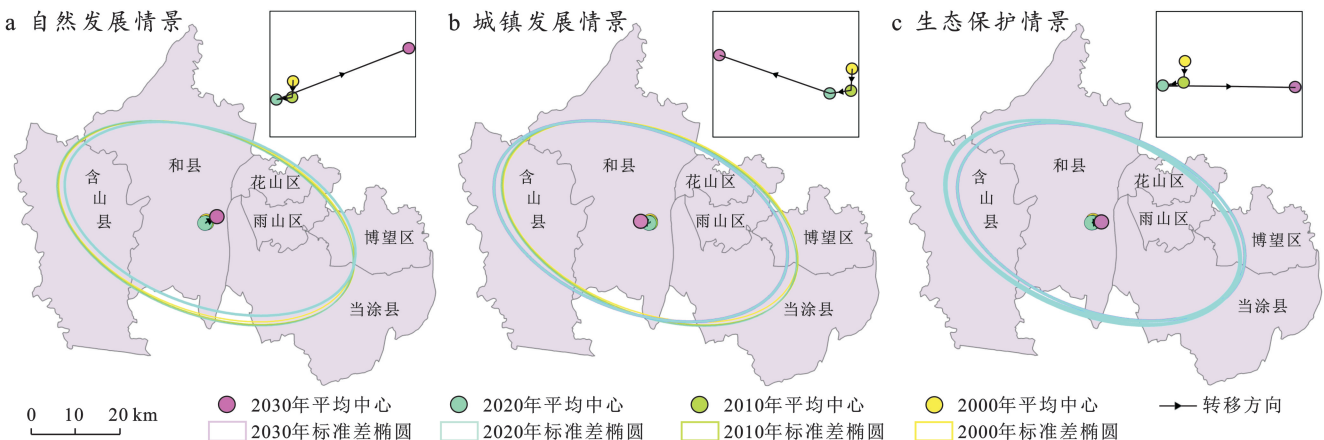 a 自然发展情景
和县
含山县
花山区
雨山区
博望区
当涂县
b 城镇发展情景
和县
含山县
花山区
雨山区
博望区
当涂县
c 生态保护情景
和县
含山县
花山区
雨山区
博望区
当涂县
0 10 20 km
2030年平均中心 2020年平均中心 2010年平均中心 2000年平均中心 转移方向
2030年标准差椭圆 2020年标准差椭圆 2010年标准差椭圆 2000年标准差椭圆